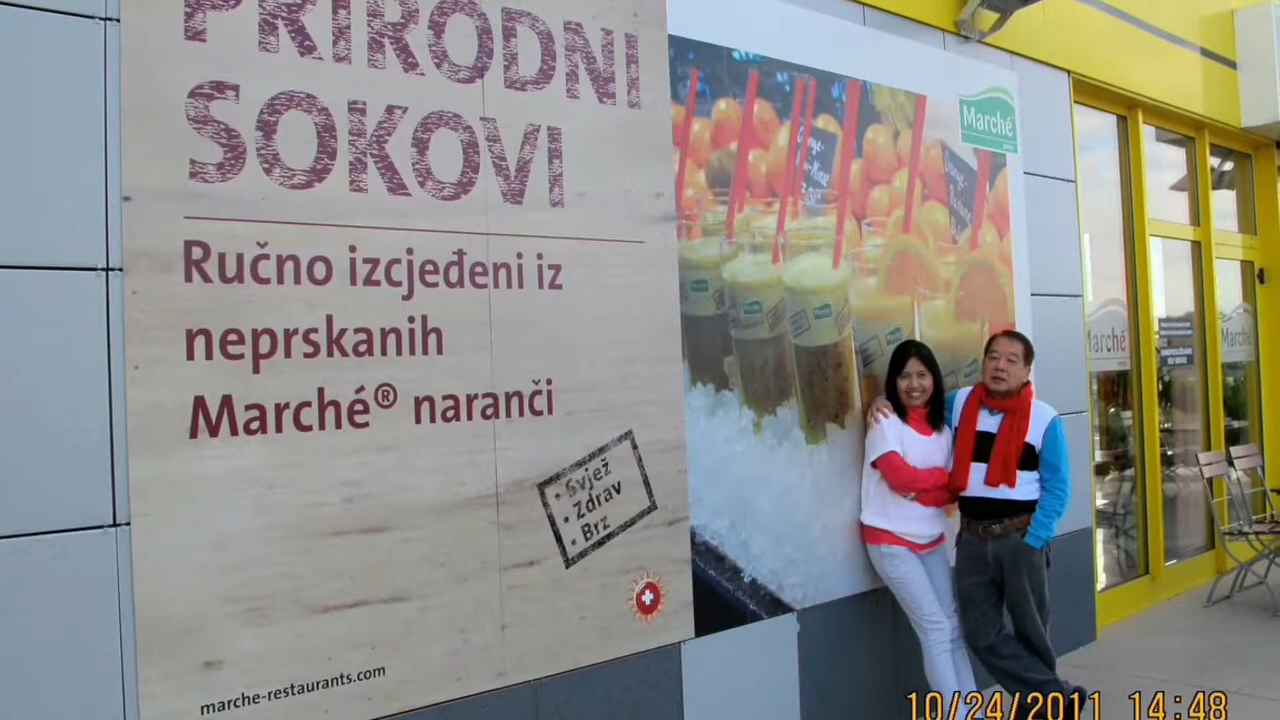 PRIRODNI
SOKOVI
Ručno izcjeđeni iz
neprskanih
Marché® naranči
• Svjež
• Zdrav
• Brz
marche-restaurants.com
Marché
Marché
Marché
10/24/2011 14:48